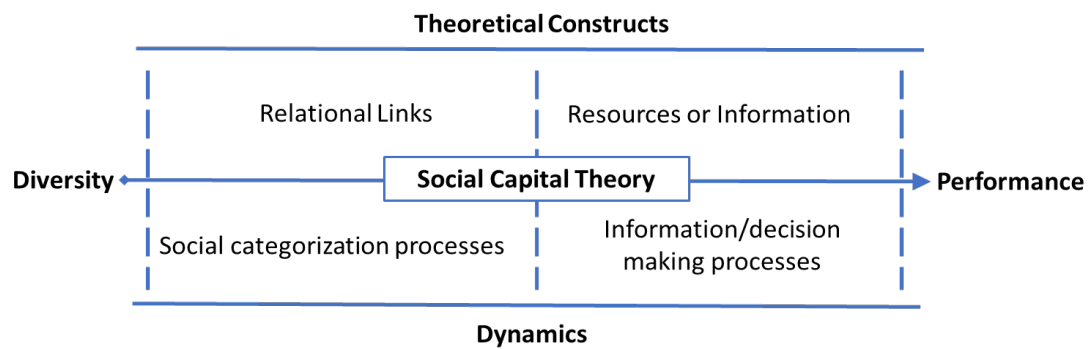 Theoretical Constructs
Relational Links
Resources or Information
Diversity
Social Capital Theory
Performance
Social categorization processes
Information/decision
making processes
Dynamics